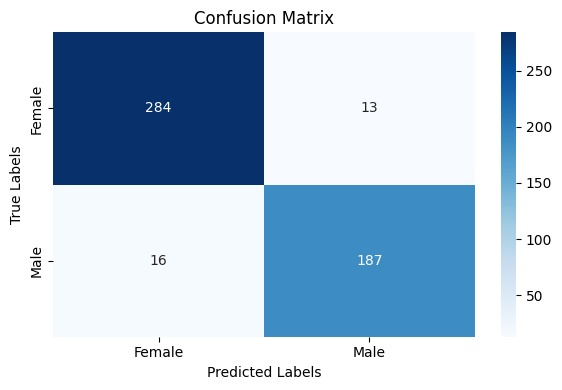 Confusion Matrix
Female
284
13
Male
16
187
True Labels
Female
Male
Predicted Labels
250
200
150
100
50